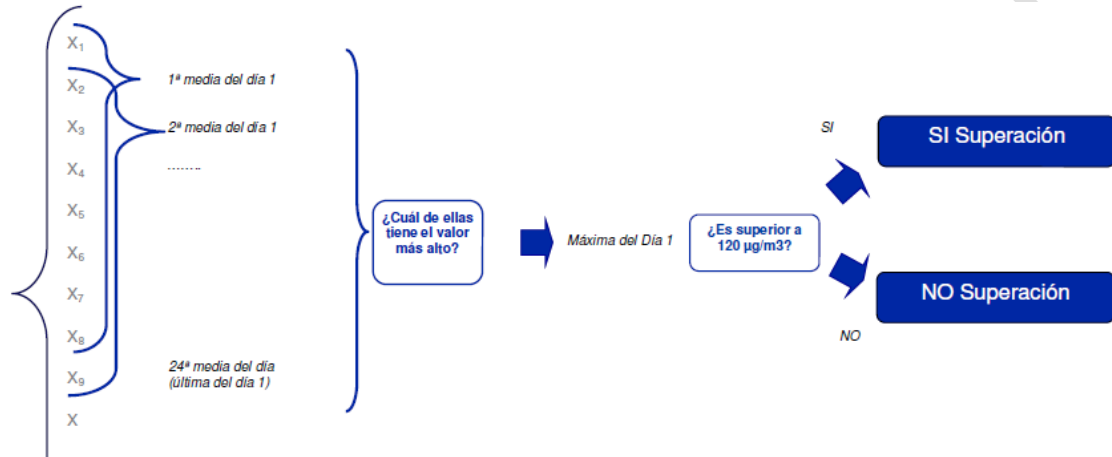 X1
X2
X3
X4
X5
X6
X7
X8
X9
X
1ª media del día 1
2ª media del día 1
........
24ª media del día
(última del día 1)
¿Cuál de ellas
tiene el valor
más alto?
Máxima del Día 1
¿Es superior a
120 µg/m3?
SI
SI Superación
NO Superación
NO